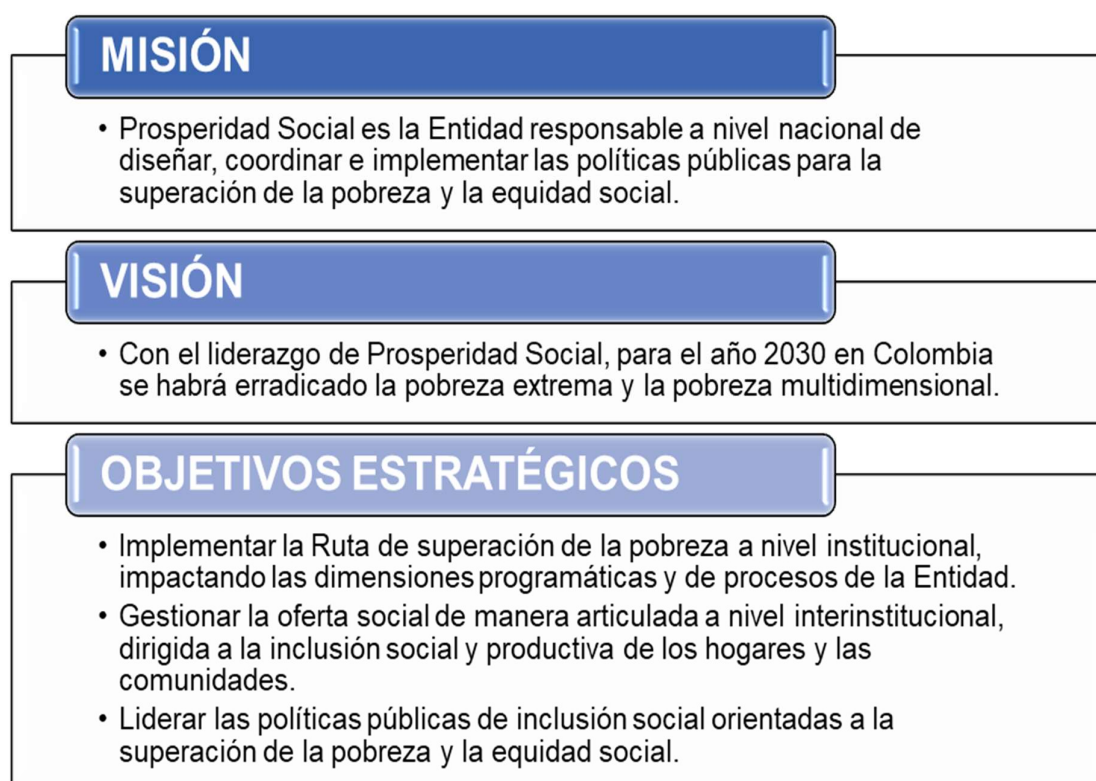 MISIÓN
• Prosperidad Social es la Entidad responsable a nivel nacional de
diseñar, coordinar e implementar las políticas públicas para la
superación de la pobreza y la equidad social.
VISIÓN
• Con el liderazgo de Prosperidad Social, para el año 2030 en Colombia
se habrá erradicado la pobreza extrema y la pobreza multidimensional.
OBJETIVOS ESTRATÉGICOS
• Implementar la Ruta de superación de la pobreza a nivel institucional,
impactando las dimensiones programáticas y de procesos de la Entidad.
• Gestionar la oferta social de manera articulada a nivel interinstitucional,
dirigida a la inclusión social y productiva de los hogares y las
comunidades.
• Liderar las políticas públicas de inclusión social orientadas a la
superación de la pobreza y la equidad social.